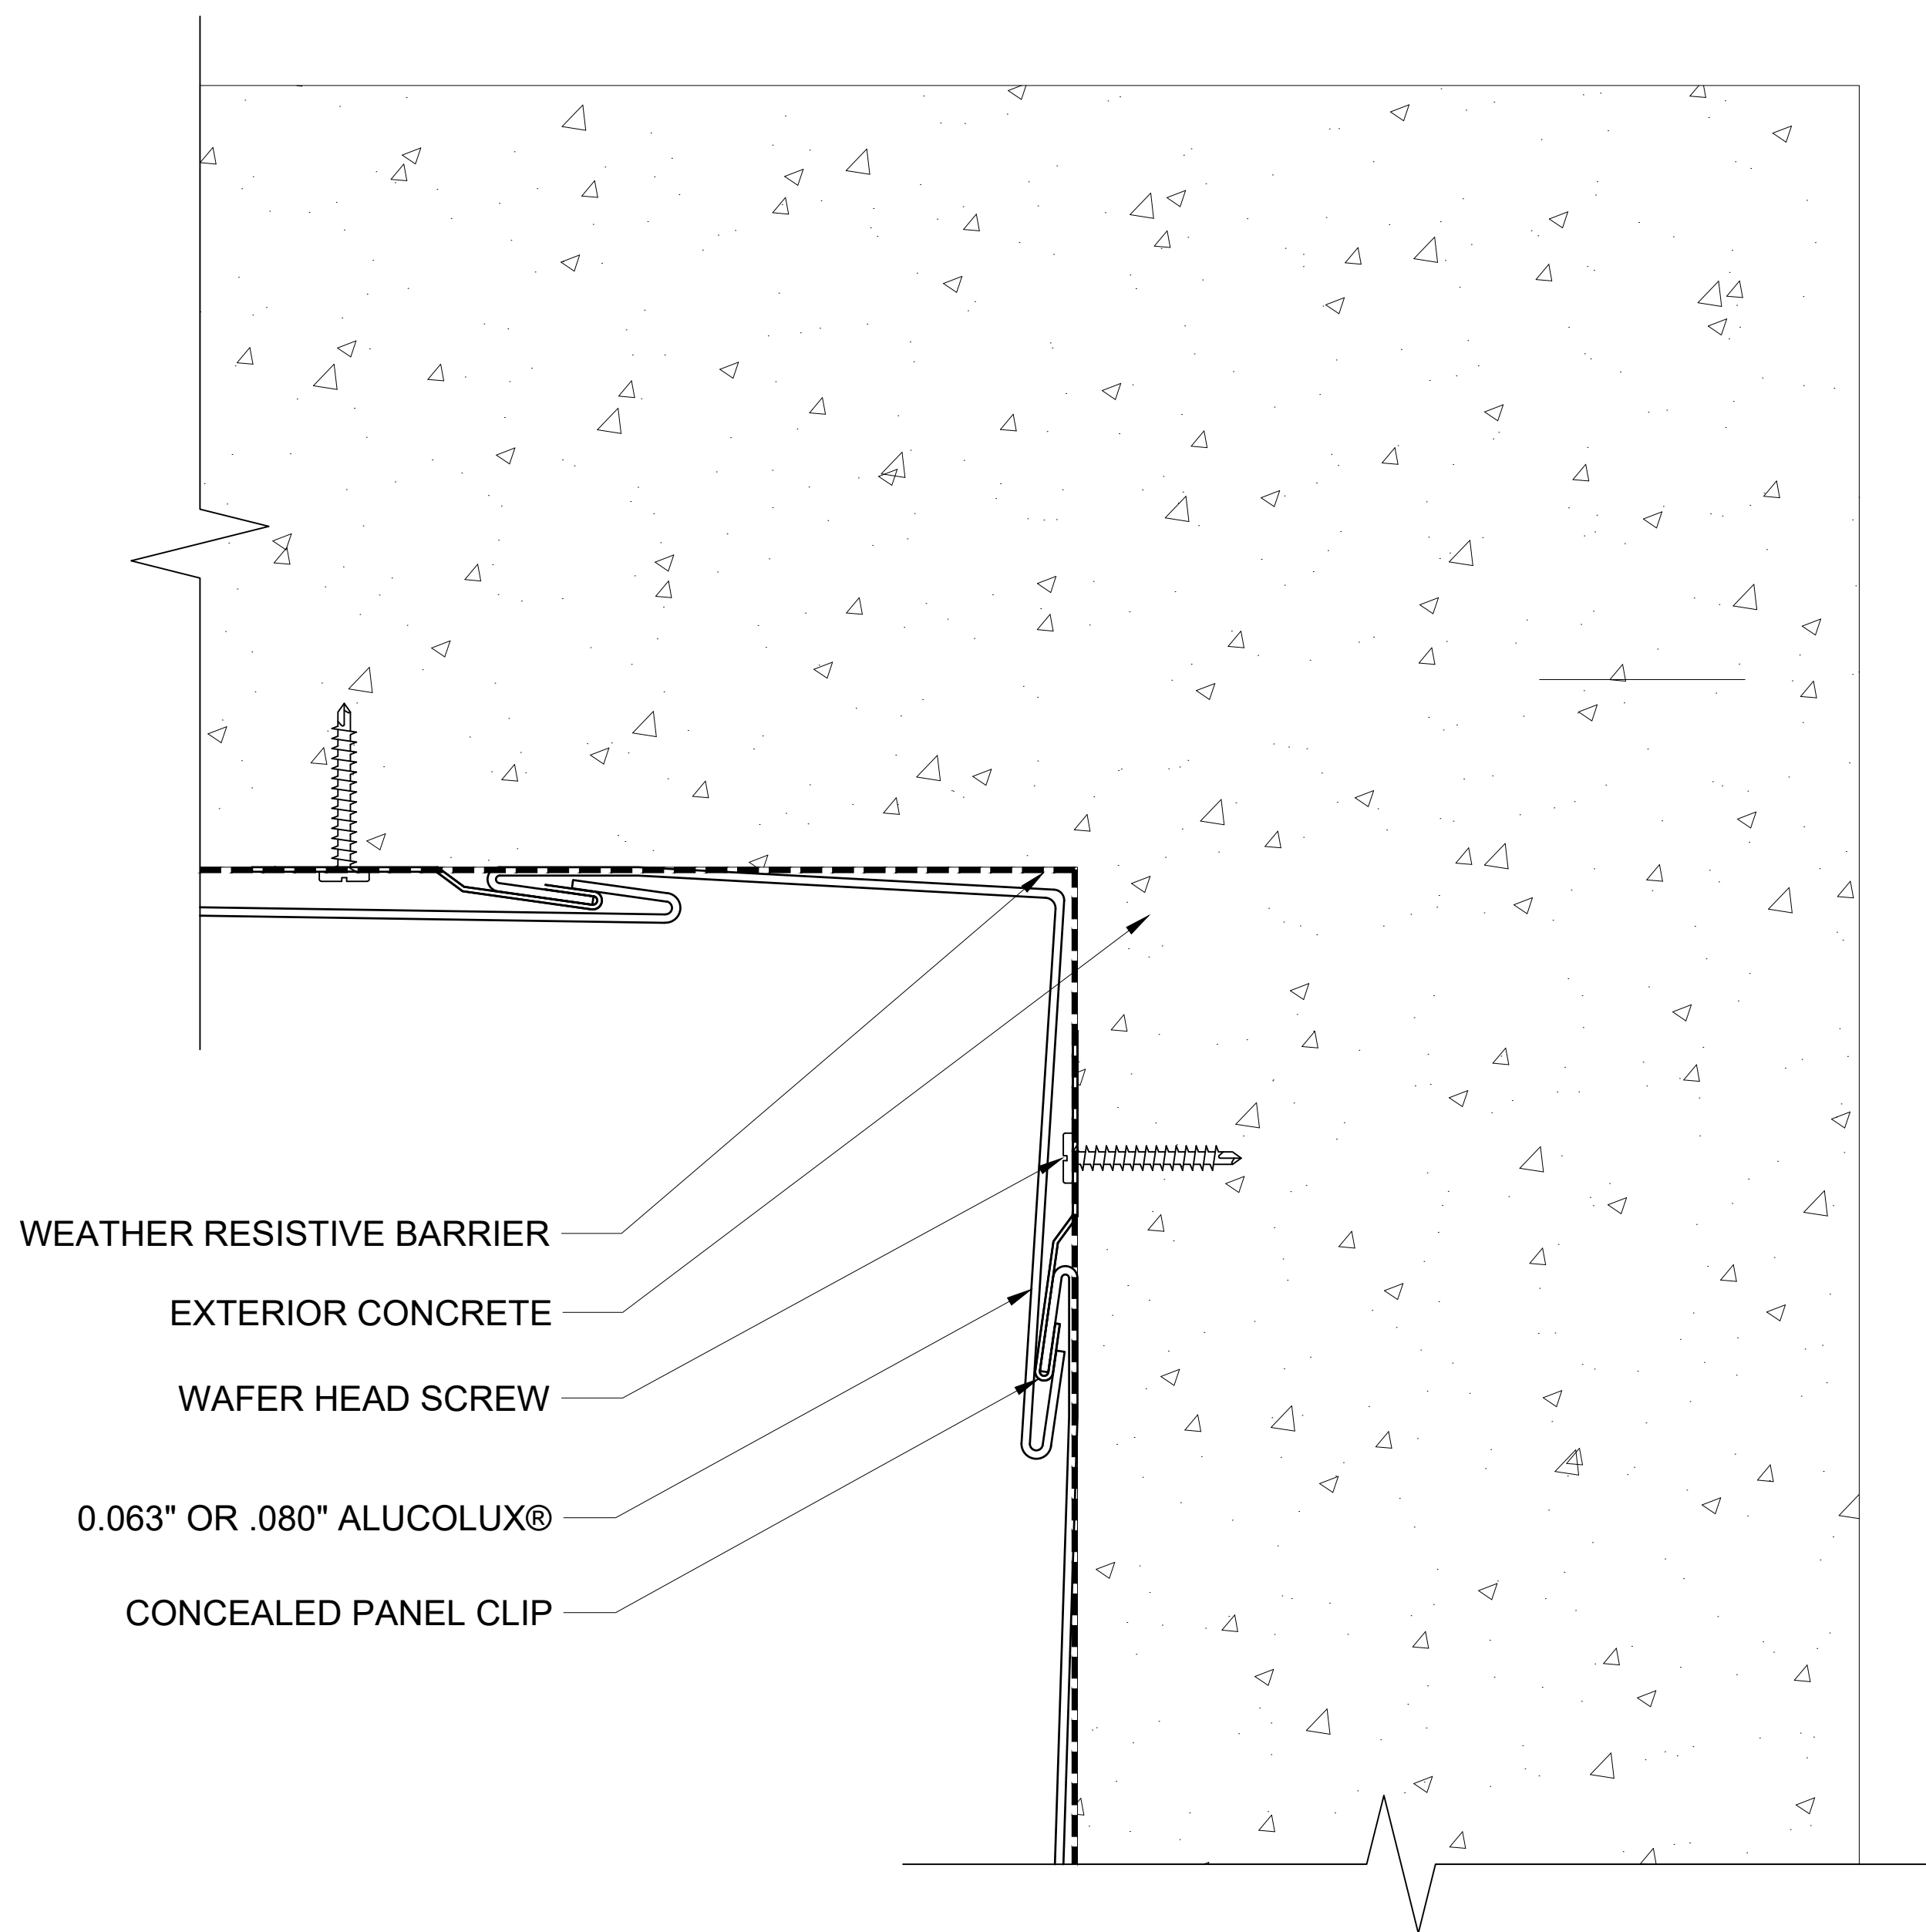 WEATHER RESISTIVE BARRIER
EXTERIOR CONCRETE
WAFER HEAD SCREW
0.063" OR .080" ALUCOLUX®
CONCEALED PANEL CLIP